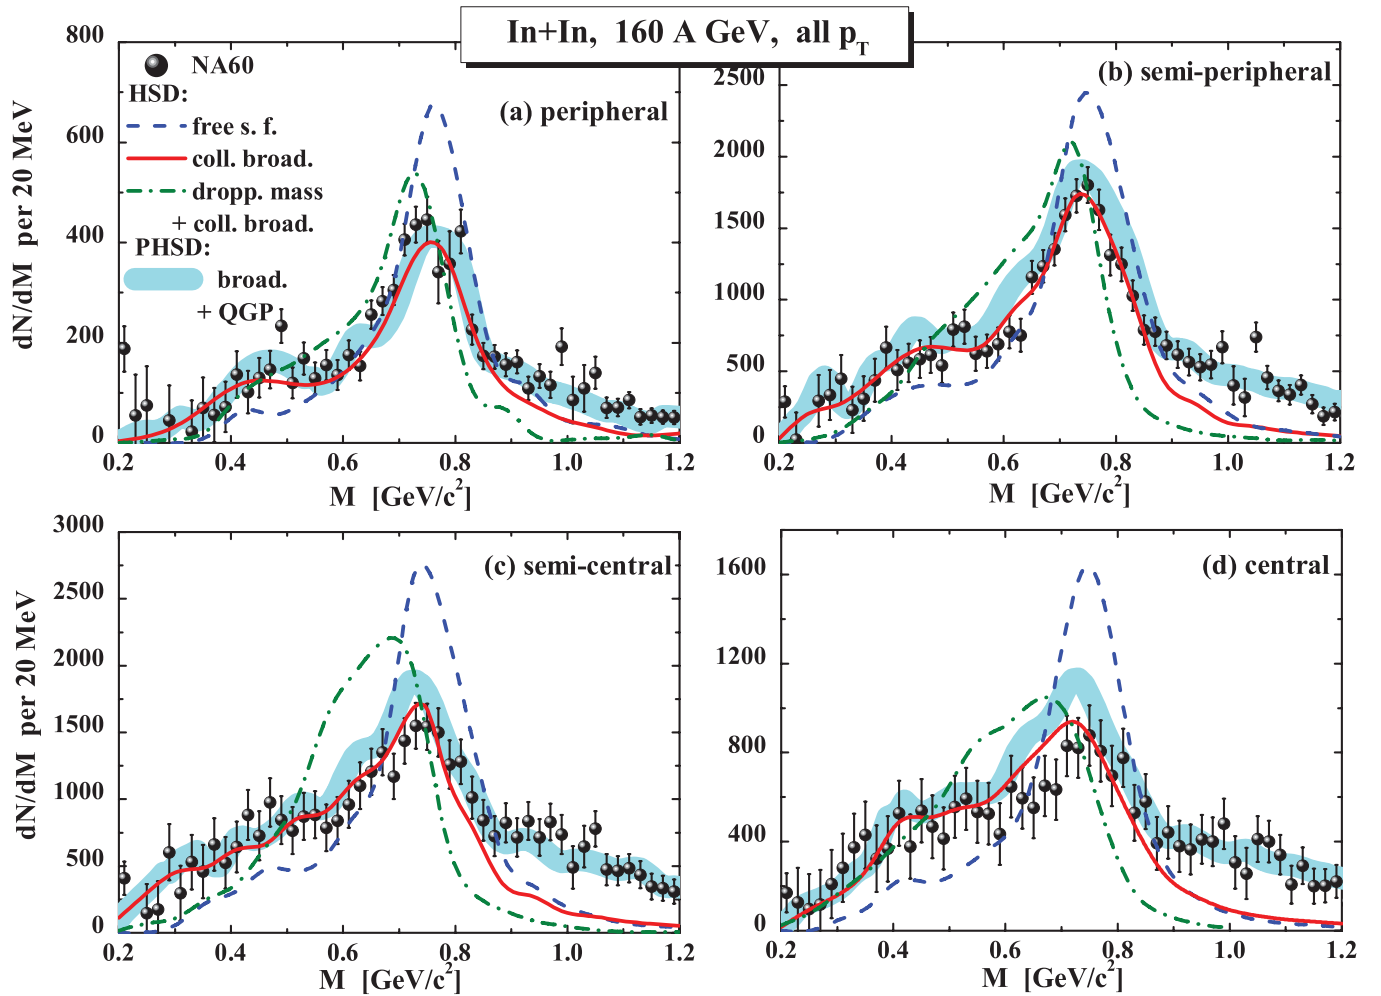 In+In, 160 A GeV, all p_T
800
600
400
200
0
dN/dM per 20 MeV
NA60
HSD:
free s. f.
coll. broad.
dropp. mass
+ coll. broad.
PHSD:
broad.
+ QGP
(a) peripheral
0.2 0.4 0.6 0.8 1.0 1.2
M [GeV/c²]
2500
2000
1500
1000
500
0
(b) semi-peripheral
0.2 0.4 0.6 0.8 1.0 1.2
M [GeV/c²]
3000
2500
2000
1500
1000
500
0
dN/dM per 20 MeV
(c) semi-central
0.2 0.4 0.6 0.8 1.0 1.2
M [GeV/c²]
1600
1200
800
400
0
(d) central
0.2 0.4 0.6 0.8 1.0 1.2
M [GeV/c²]